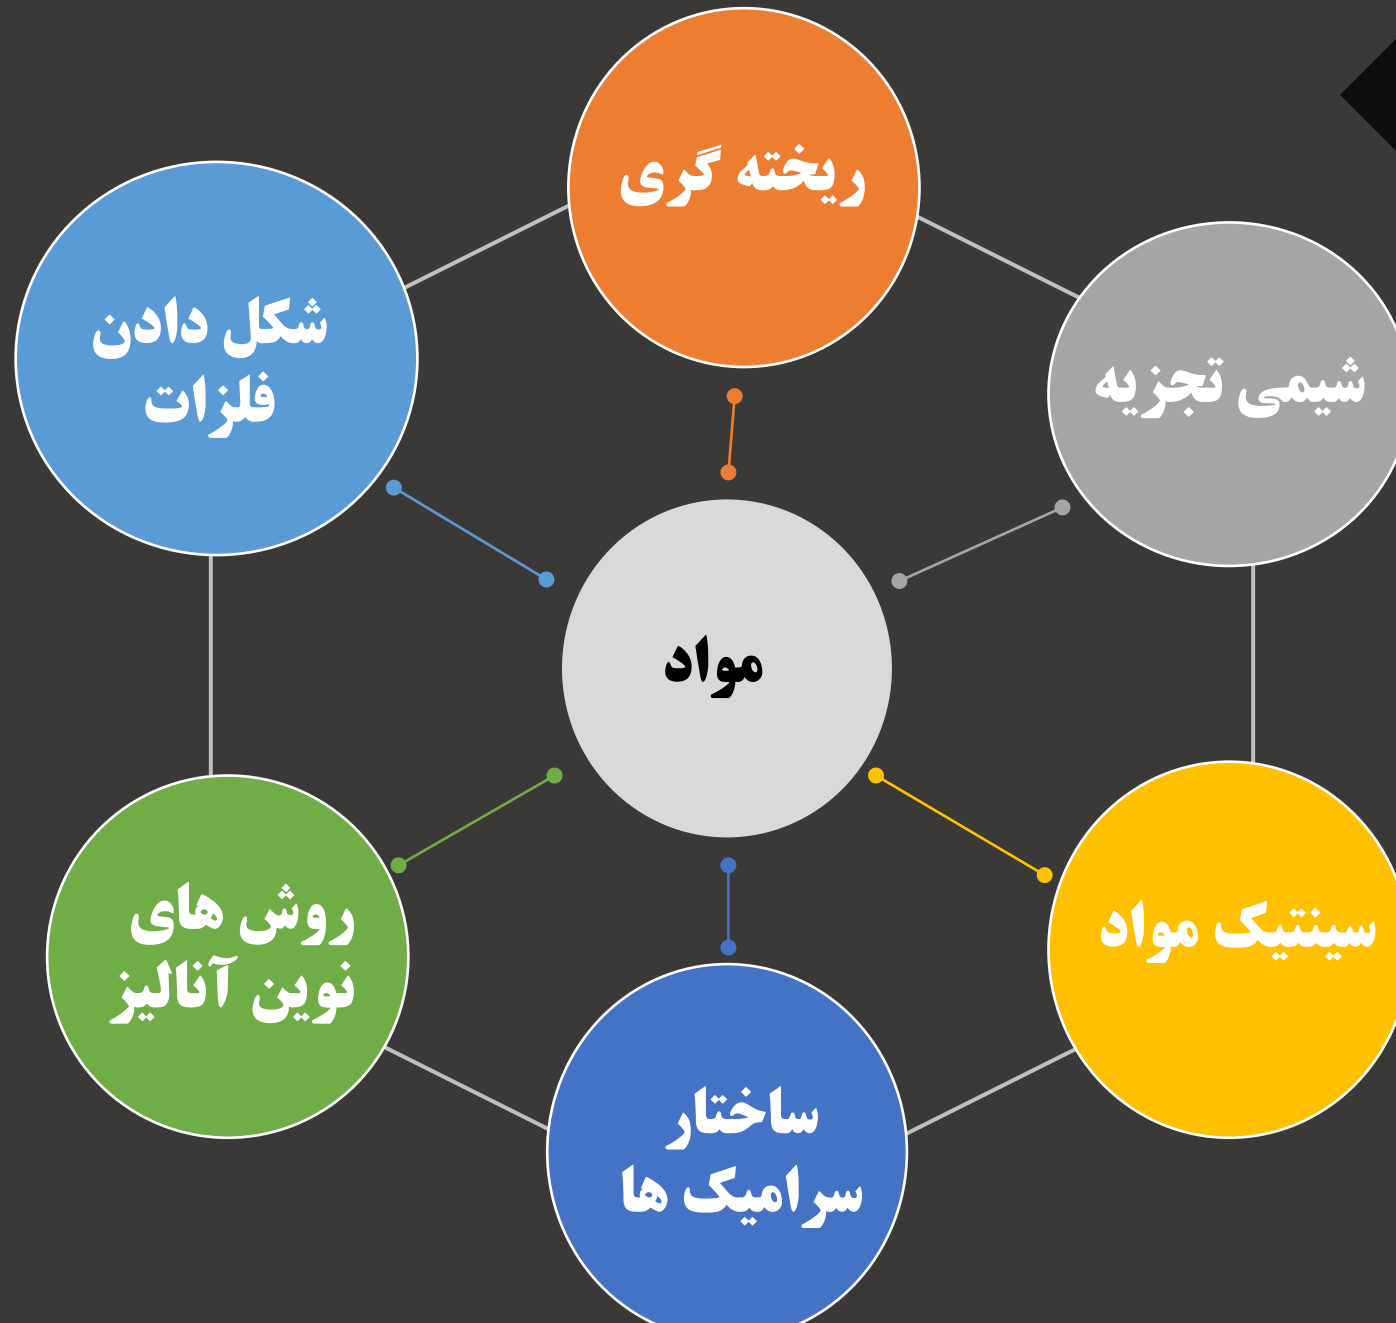 ریخته گری
شکل دادن
فلزات
شیمی تجزیه
مواد
روش های
نوین آنالیز
سینتیک مواد
ساختار
سرامیک ها